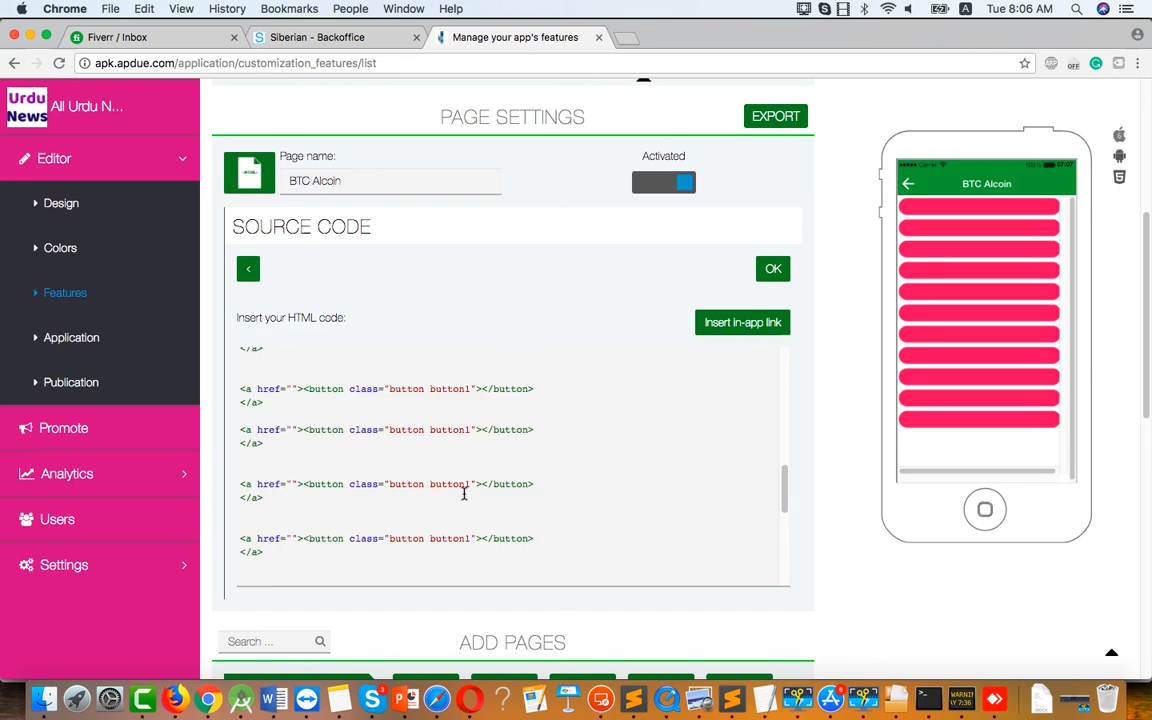 Chrome File Edit View History Bookmarks People Window Help
A Tue 8:06 AM
Fiverr / Inbox
Siberian - Backoffice
Manage your app's features
apk.apdue.com/application/customization_features/list
Urdu
News
All Urdu N...
Editor
Design
Colors
Features
Application
Publication
Promote
Analytics
Users
Settings
PAGE SETTINGS
EXPORT
Page name:
Activated
BTC Alcoin
SOURCE CODE
<
OK
Insert your HTML code:
Insert in-app link
</a>
<a href=""><button class="button button1"></button>
</a>
<a href=""><button class="button button1"></button>
</a>
<a href=""><button class="button button1"></button>
</a>
<a href=""><button class="button button1"></button>
</a>
Search ...
ADD PAGES
07:07
BTC Alcoin